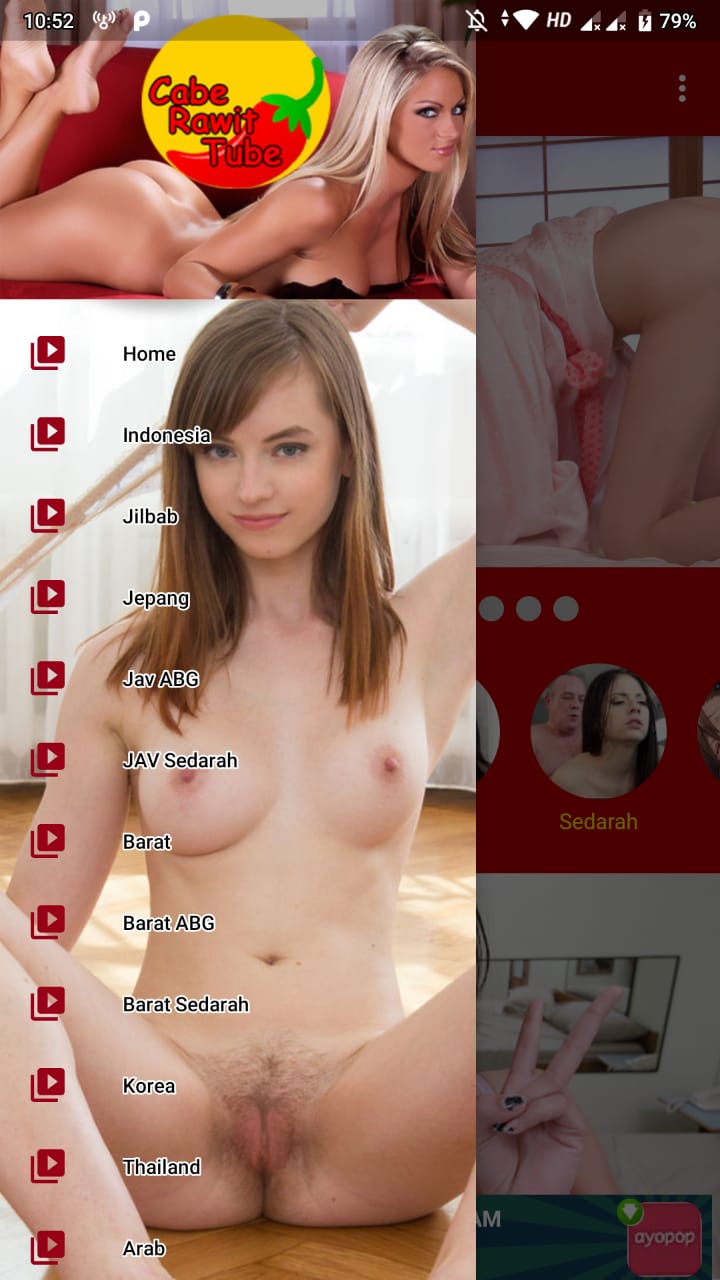 10:52
HD
79%
Cabe
Rawit
Tube
Home
Indonesia
Jilbab
Jepang
Jav ABG
JAV Sedarah
Barat
Barat ABG
Barat Sedarah
Korea
Thailand
Arab
Sedarah
AM
ayopop